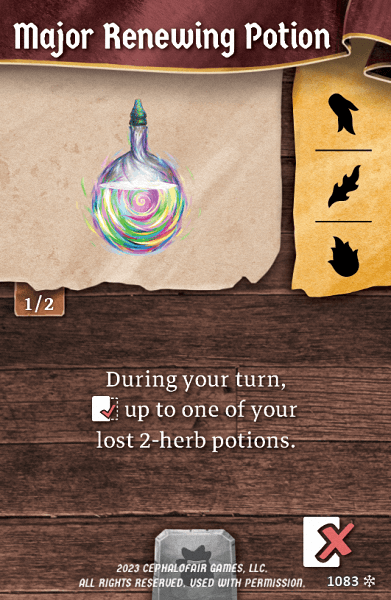 Major Renewing Potion
1/2
During your turn,
up to one of your
lost 2-herb potions.
2023 CEPHALOFAIR GAMES, LLC.
ALL RIGHTS RESERVED. USED WITH PERMISSION.
1083